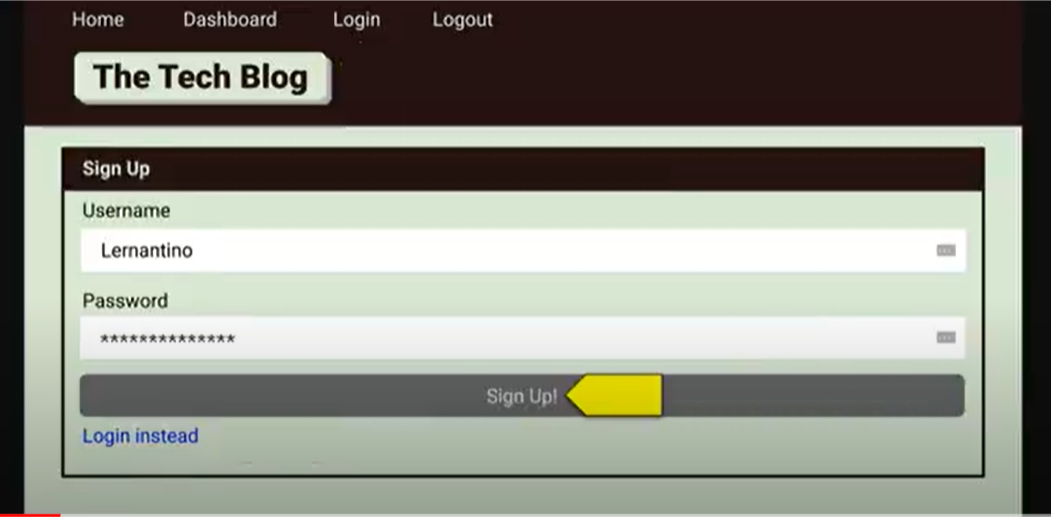 Home Dashboard Login Logout
The Tech Blog
Sign Up
Username
Lernantino
Password
**************
Sign Up!
Login instead